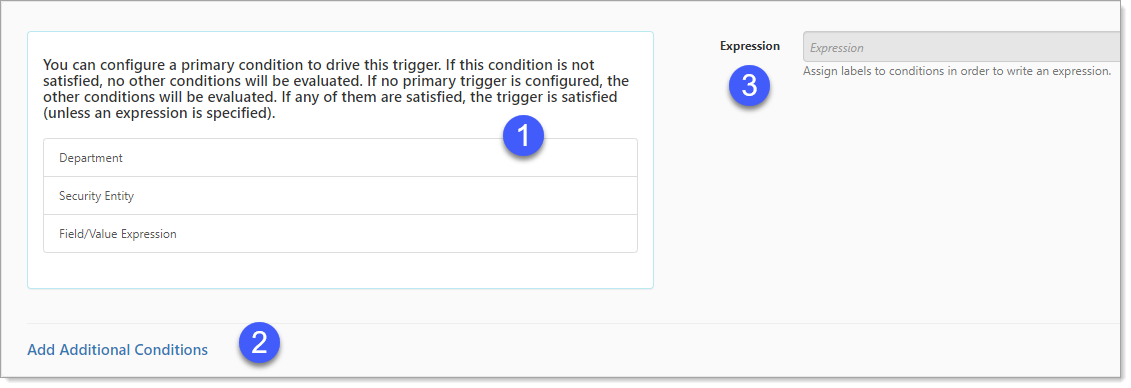 You can configure a primary condition to drive this trigger. If this condition is not
satisfied, no other conditions will be evaluated. If no primary trigger is configured, the
other conditions will be evaluated. If any of them are satisfied, the trigger is satisfied
(unless an expression is specified).
1
Department
Security Entity
Field/Value Expression
Expression
Expression
3
Assign labels to conditions in order to write an expression.
Add Additional Conditions
2